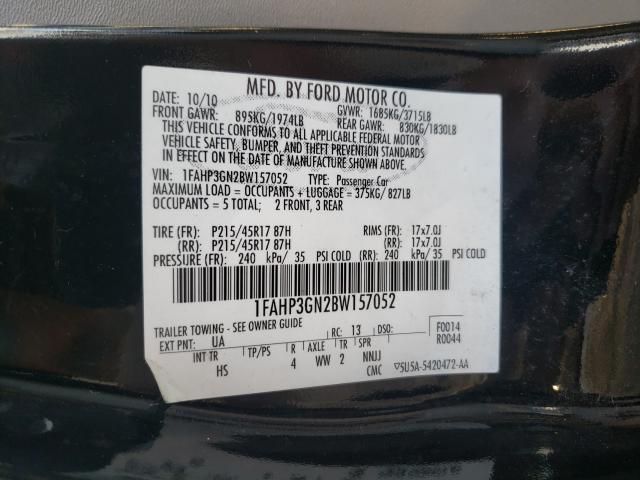 MFD. BY FORD MOTOR CO.
DATE: 10/10 GVWR: 1685KG/3715LB
FRONT GAWR: 895KG/1974LB REAR GAWR: 830KG/1830LB
THIS VEHICLE CONFORMS TO ALL APPLICABLE FEDERAL MOTOR
VEHICLE SAFETY, BUMPER, AND THEFT PREVENTION STANDARDS
IN EFFECT ON THE DATE OF MANUFACTURE SHOWN ABOVE.
VIN: 1FAHP3GN2BW157052 TYPE: Passenger Car
MAXIMUM LOAD = OCCUPANTS + LUGGAGE = 375KG/ 827LB
OCCUPANTS = 5 TOTAL; 2 FRONT, 3 REAR
TIRE (FR): P215/45R17 87H RIMS (FR): 17x7.0J
(RR): P215/45R17 87H (RR): 17x7.0J
PRESSURE (FR): 240 kPa/ 35 PSI COLD (RR): 240 kPa/ 35 PSI COLD
1FAHP3GN2BW157052
TRAILER TOWING - SEE OWNER GUIDE
EXT PNT: UA RC: 13 DSO: F0014
R0044
INT TR TP/PS R AXLE TR SPR
HS 4 WW 2 NNJJ
CMC 5U5A-5420472-AA